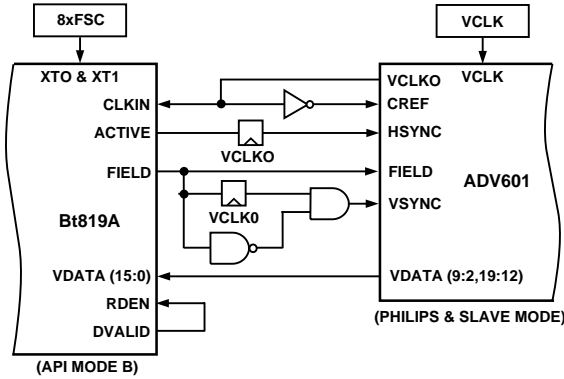 8xFSC
VCLK
XTO & XT1
VCLKO
VCLK
CLKIN
CREF
ACTIVE
HSYNC
VCLKO
FIELD
FIELD
ADV601
VCLK0
VSYNC
Bt819A
VDATA (15:0)
VDATA (9:2,19:12)
RDEN
DVALID
(PHILIPS & SLAVE MODE)
(API MODE B)